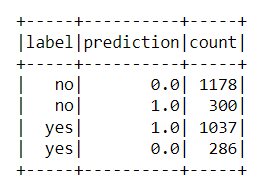 +-----+----------+-----+
|label|prediction|count|
+-----+----------+-----+
|   no|       0.0| 1178|
|   no|       1.0|  300|
|  yes|       1.0| 1037|
|  yes|       0.0|  286|
+-----+----------+-----+